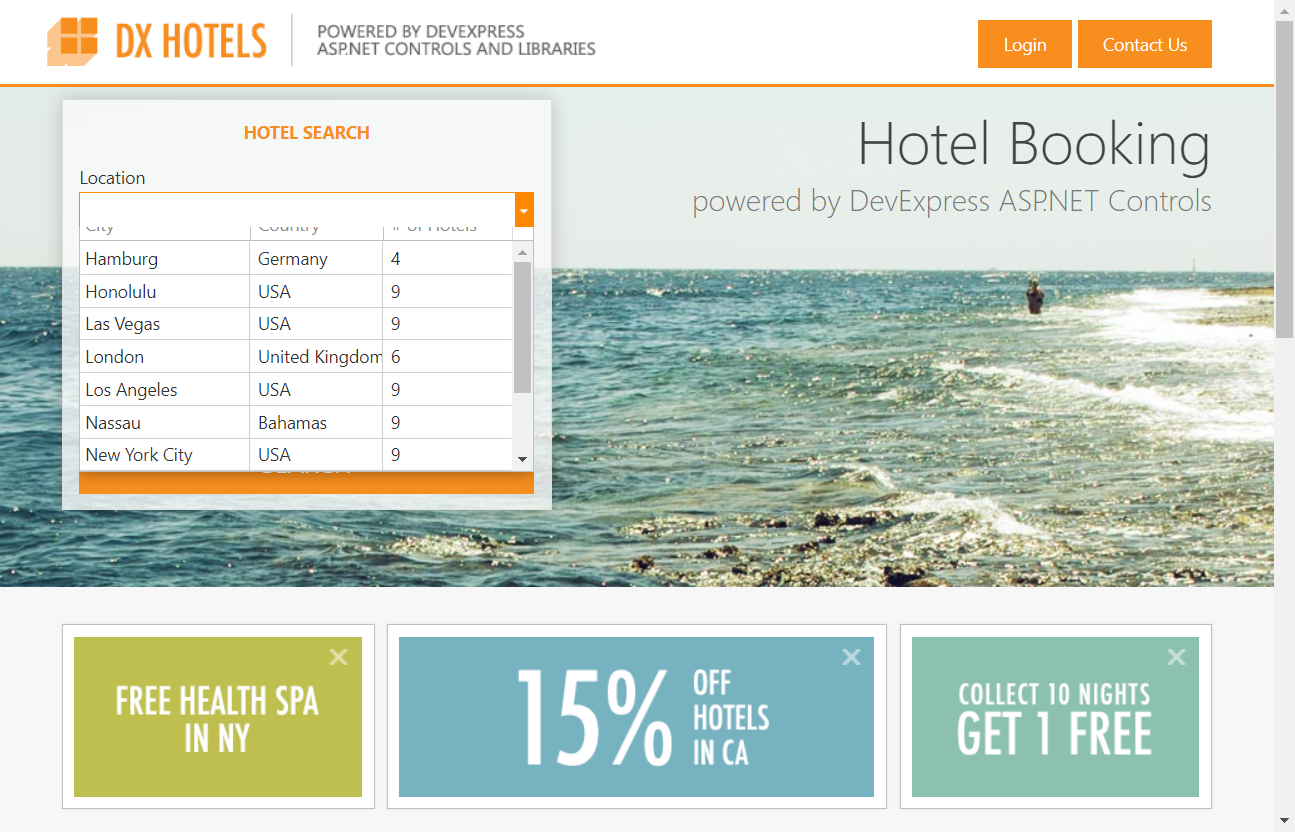 DX HOTELS
POWERED BY DEVEXPRESS
ASP.NET CONTROLS AND LIBRARIES
Login
Contact Us
HOTEL SEARCH
Location
Hotel Booking
powered by DevExpress ASP.NET Controls
City Country # of Hotels
Hamburg Germany 4
Honolulu USA 9
Las Vegas USA 9
London United Kingdom 6
Los Angeles USA 9
Nassau Bahamas 9
New York City USA 9
FREE HEALTH SPA
IN NY
15%
OFF
HOTELS
IN CA
COLLECT 10 NIGHTS
GET 1 FREE